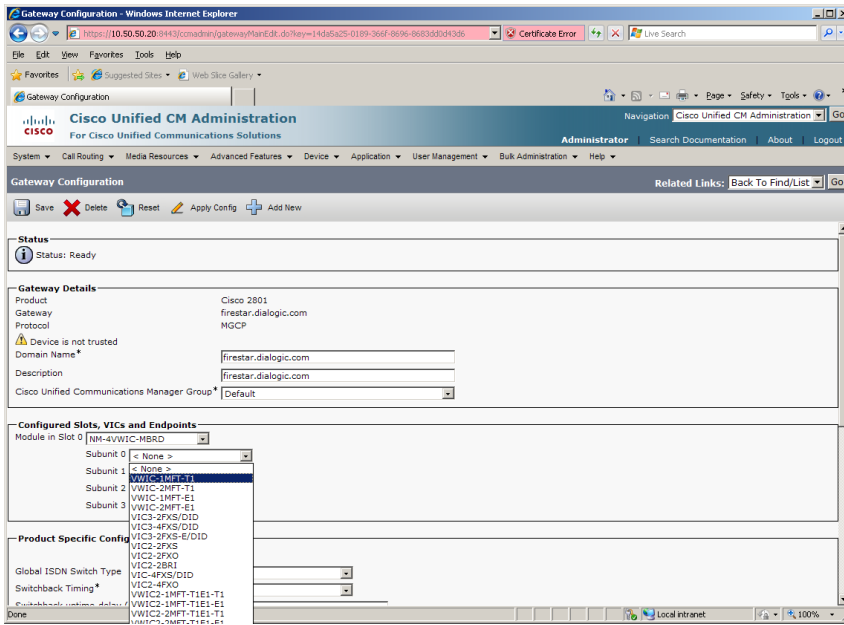 Gateway Configuration - Windows Internet Explorer
https://10.50.50.20:8443/ccmadmin/gatewayMainEdit.do?key=14da5a25-0189-366f-8696-8683dd0d43d6 Certificate Error Live Search
File Edit View Favorites Tools Help
Favorites Suggested Sites Web Slice Gallery
Gateway Configuration Page Safety Tools
CISCO Cisco Unified CM Administration Navigation Cisco Unified CM Administration Go
For Cisco Unified Communications Solutions
Administrator | Search Documentation | About | Logout
System Call Routing Media Resources Advanced Features Device Application User Management Bulk Administration Help
Gateway Configuration Related Links: Back To Find/List Go
Save Delete Reset Apply Config Add New
Status
Status: Ready
Gateway Details
Product Cisco 2801
Gateway firestar.dialogic.com
Protocol MGCP
Device is not trusted
Domain Name* firestar.dialogic.com
Description firestar.dialogic.com
Cisco Unified Communications Manager Group* Default
Configured Slots, VICs and Endpoints
Module in Slot 0 NM-4VWIC-MBRD
Subunit 0 < None >
Subunit 1
Subunit 2
Subunit 3
< None >
VWIC-1MFT-T1
VWIC-2MFT-T1
VWIC-1MFT-E1
VWIC-2MFT-E1
VIC3-2FXS/DID
VIC3-4FXS/DID
VIC3-2FXS-E/DID
VIC2-2FXS
VIC2-2FXO
VIC2-2BRI
VIC-4FXS/DID
VIC2-4FXO
VWIC2-1MFT-T1E1-T1
VWIC2-1MFT-T1E1-E1
VWIC2-2MFT-T1E1-T1
VWIC2-2MFT-T1E1-E1
Product Specific Config
Global ISDN Switch Type
Switchback Timing*
Switchback uptime-delay
Done Local intranet 100%